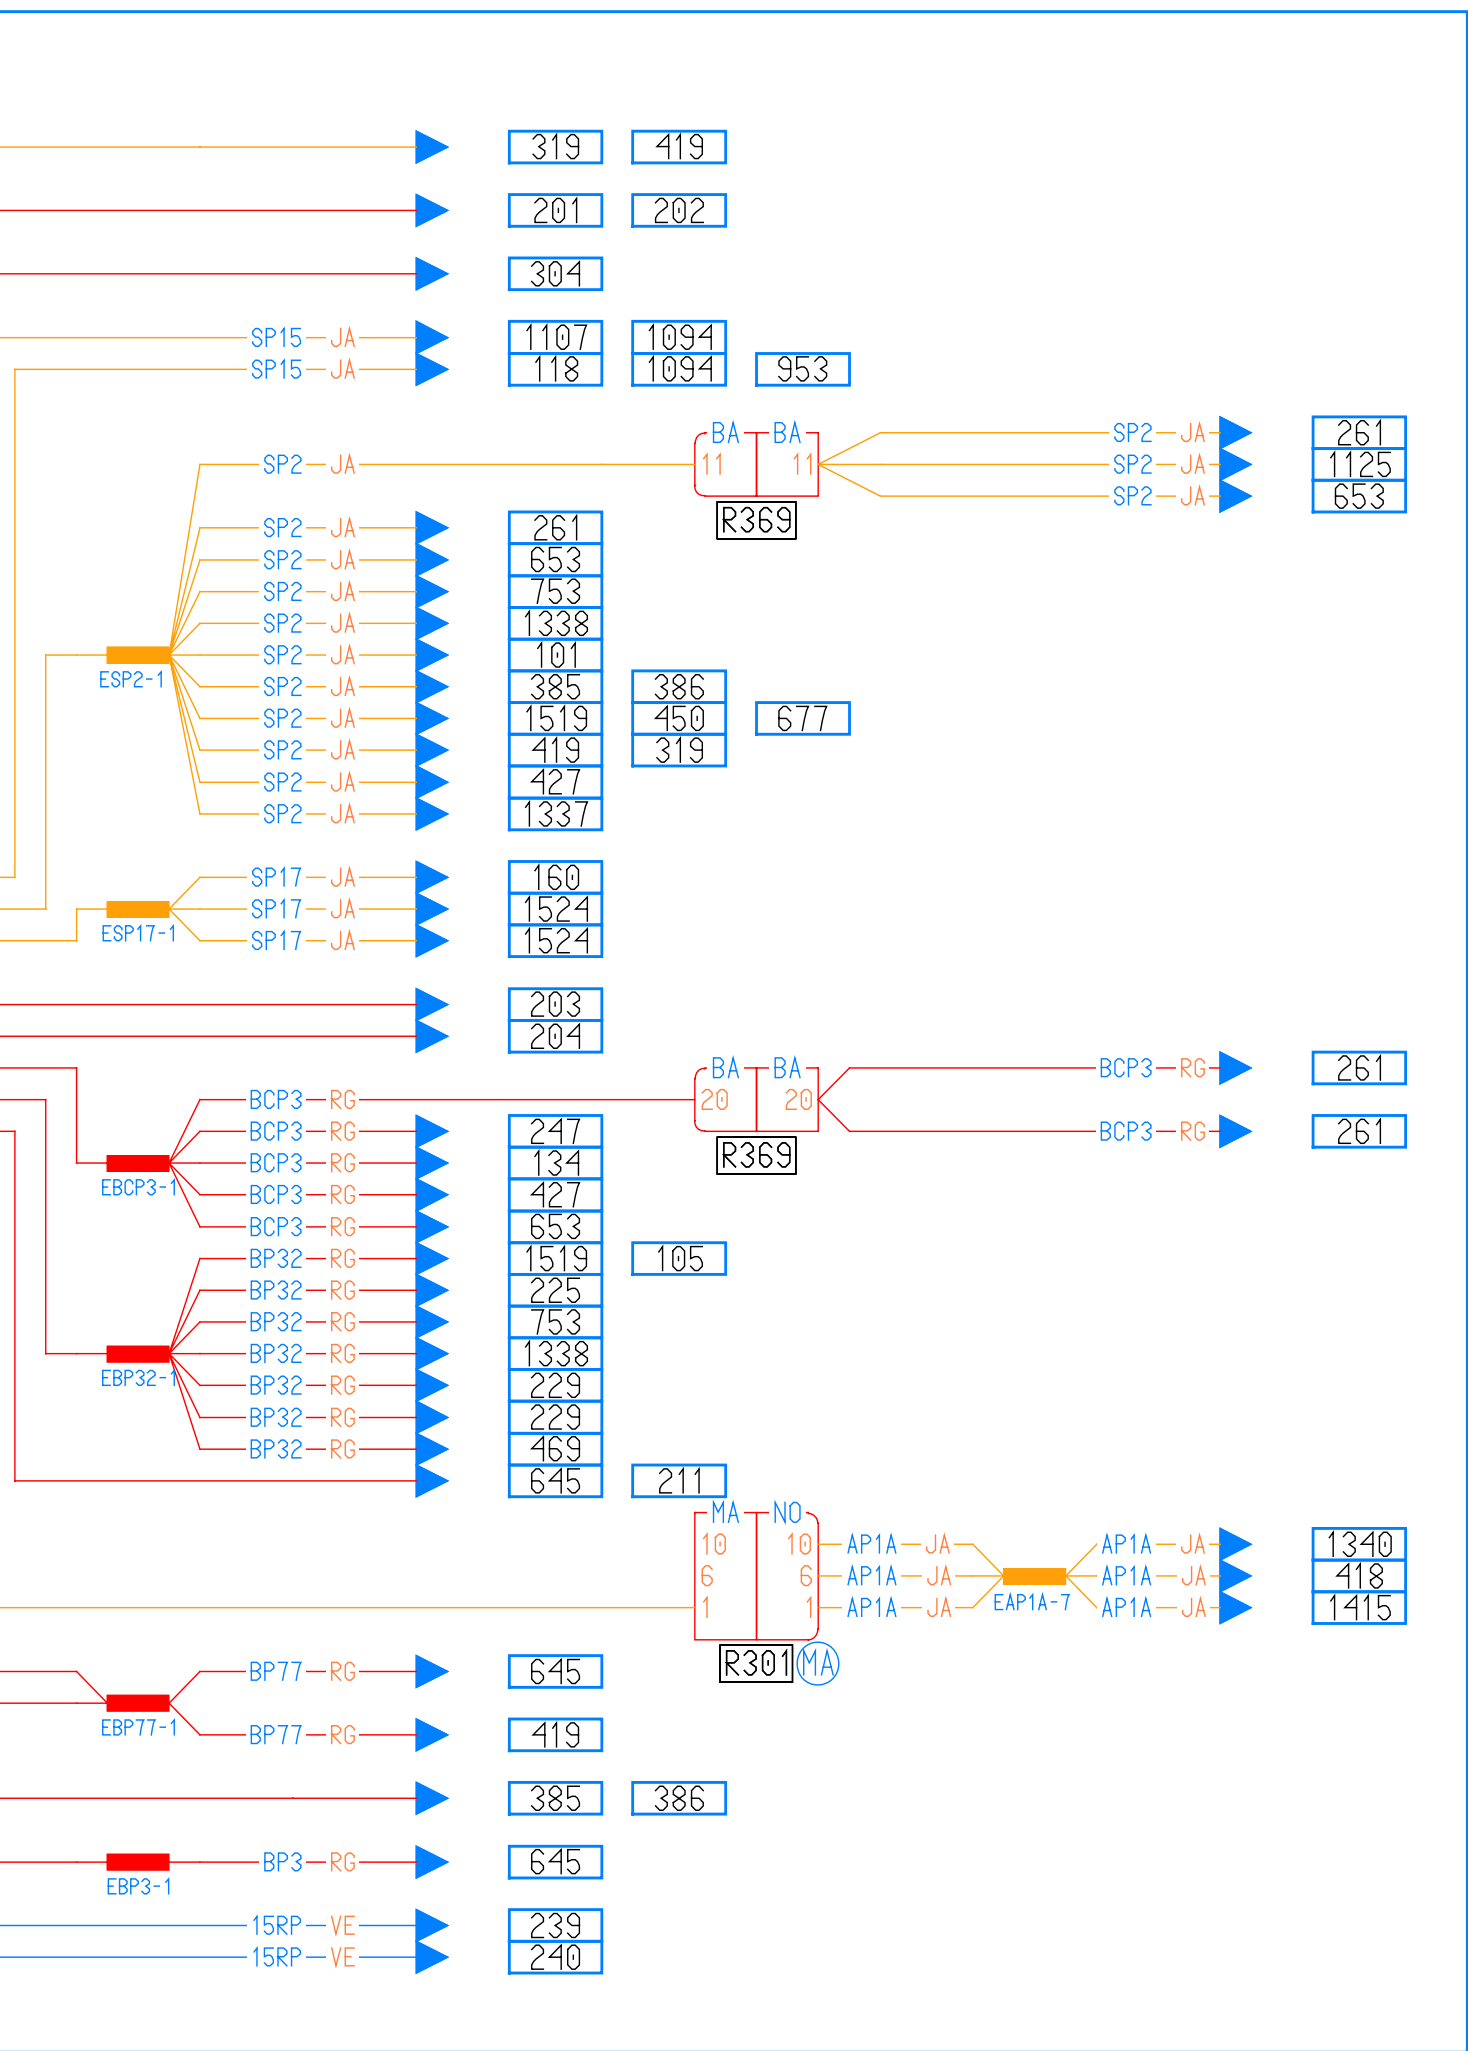 319 419
201 202
304
SP15 JA 1107 1094
SP15 JA 118 1094 953
BA BA SP2 JA 261
SP2 JA 11 11 SP2 JA 1125
SP2 JA 653
R369
SP2 JA 261
SP2 JA 653
SP2 JA 753
SP2 JA 1338
SP2 JA 101
ESP2-1
SP2 JA 385 386
SP2 JA 1519 450 677
SP2 JA 419 319
SP2 JA 427
SP2 JA 1337
SP17 JA 160
SP17 JA 1524
ESP17-1
SP17 JA 1524
203
204
BA BA BCP3 RG 261
BCP3 RG 20 20
BCP3 RG 247 BCP3 RG 261
R369
BCP3 RG 134
EBCP3-1
BCP3 RG 427
BCP3 RG 653
BP32 RG 1519 105
BP32 RG 225
BP32 RG 753
BP32 RG 1338
EBP32-1
BP32 RG 229
BP32 RG 229
BP32 RG 469
645 211
MA NO
10 10 AP1A JA AP1A JA 1340
6 6 AP1A JA AP1A JA 418
EAP1A-7
1 1 AP1A JA AP1A JA 1415
R301 MA
BP77 RG 645
EBP77-1
BP77 RG 419
385 386
BP3 RG 645
EBP3-1
15RP VE 239
15RP VE 240